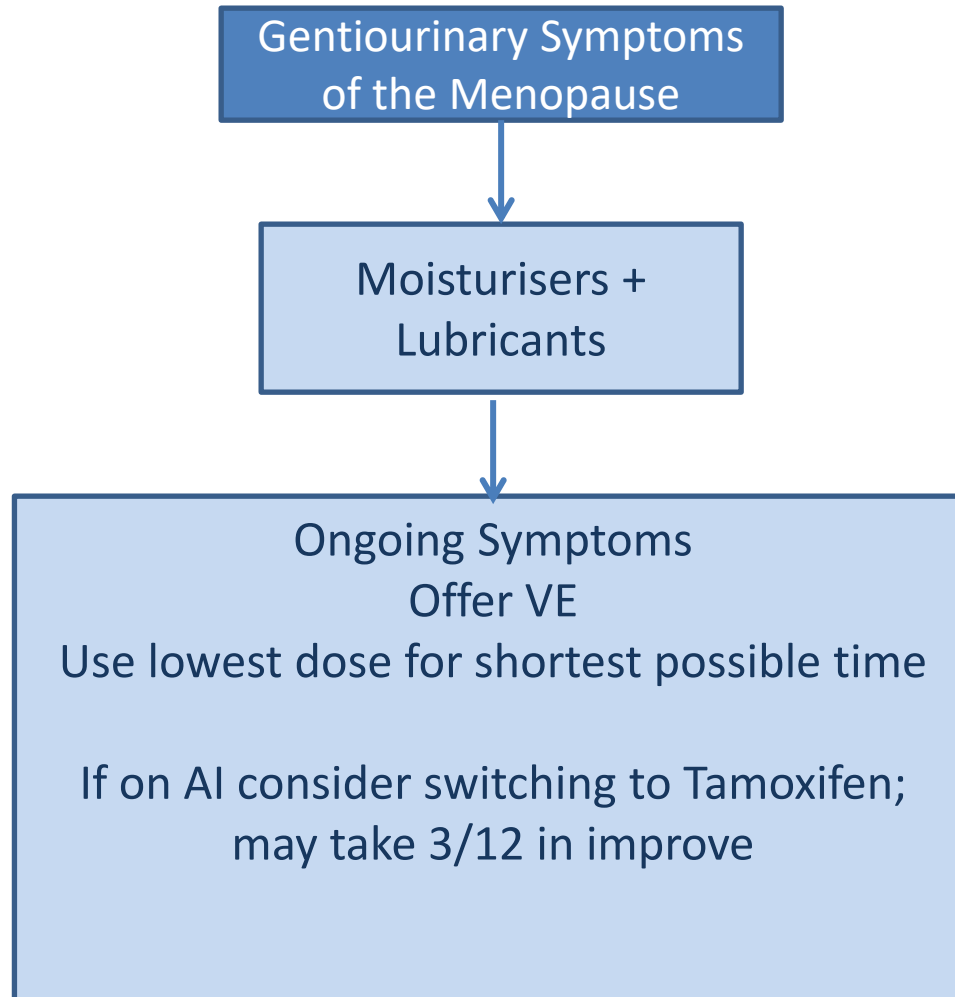 Gentiourinary Symptoms
of the Menopause
Moisturisers +
Lubricants
Ongoing Symptoms
Offer VE
Use lowest dose for shortest possible time
If on AI consider switching to Tamoxifen;
may take 3/12 in improve